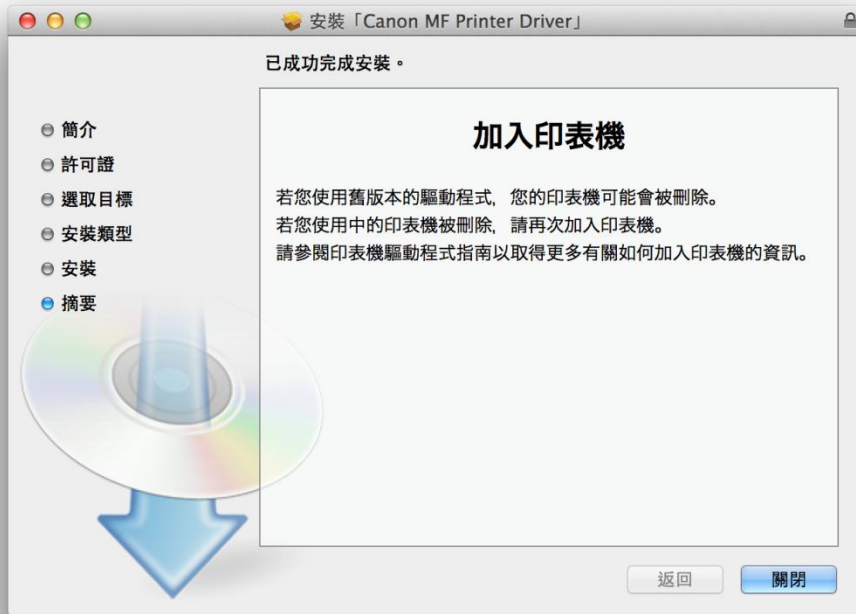 安裝「Canon MF Printer Driver」
已成功完成安裝。
簡介
許可證
選取目標
安裝類型
安裝
摘要
加入印表機
若您使用舊版本的驅動程式，您的印表機可能會被刪除。
若您使用中的印表機被刪除，請再次加入印表機。
請參閱印表機驅動程式指南以取得更多有關如何加入印表機的資訊。
返回
關閉